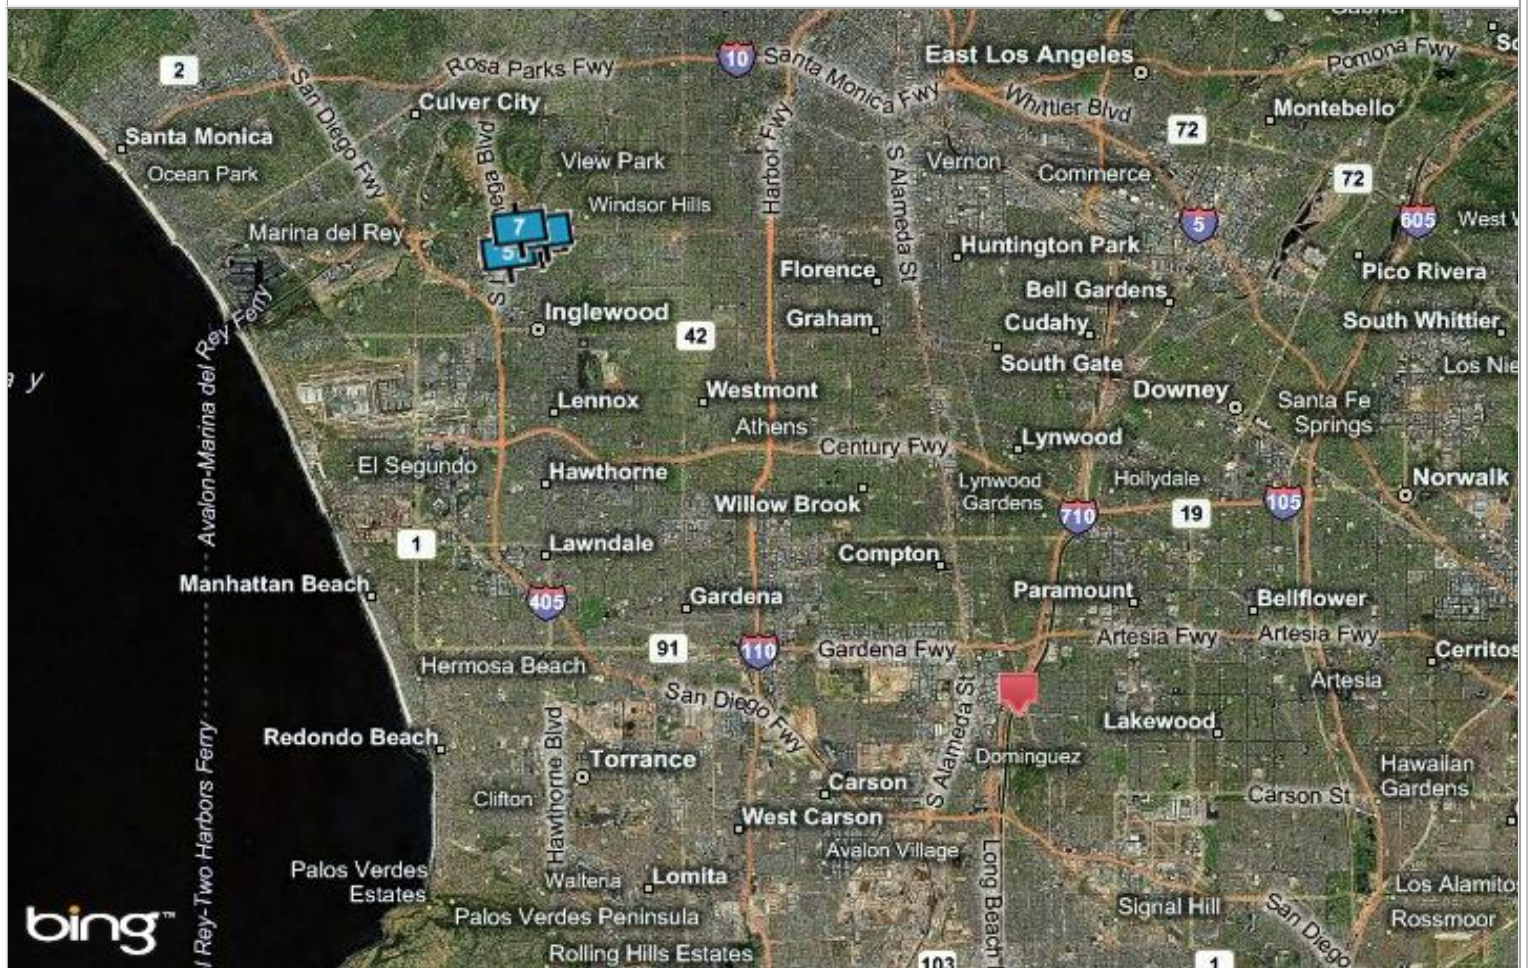 2
Rosa Parks Fwy
10
Santa Monica Fwy
East Los Angeles
Pomona Fwy
San Diego Fwy
Culver City
Harbor Fwy
Whittier Blvd
Montebello
72
Santa Monica
Ocean Park
View Park
S Alameda St
Vernon
Commerce
72
Windsor Hills
7
5
Marina del Rey
5
605
Huntington Park
Florence
Pico Rivera
Bell Gardens
Inglewood
Graham
Cudahy
South Whittier
42
South Gate
Avalon-Marina del Rey Ferry
Westmont
Downey
Lennox
Santa Fe
Springs
Athens
Century Fwy
Lynwood
El Segundo
Hawthorne
Lynwood
Gardens
Hollydale
Norwalk
Willow Brook
710
19
105
1
Lawndale
Compton
Manhattan Beach
405
Gardena
Paramount
Bellflower
91
110
Gardena Fwy
Artesia Fwy
Artesia Fwy
Cerritos
Hermosa Beach
Artesia
San Diego Fwy
S Alameda St
Lakewood
Redondo Beach
Hawthorne Blvd
Torrance
Dominguez
Carson
Hawaiian
Gardens
Clifton
Carson St
West Carson
Avalon Village
Long Beach
Palos Verdes
Estates
Walteria
Lomita
Los Alamito
Signal Hill
San Diego
Rossmoor
bing™
Palos Verdes Peninsula
Rolling Hills Estates
l Rey-Two Harbors Ferry
103
1